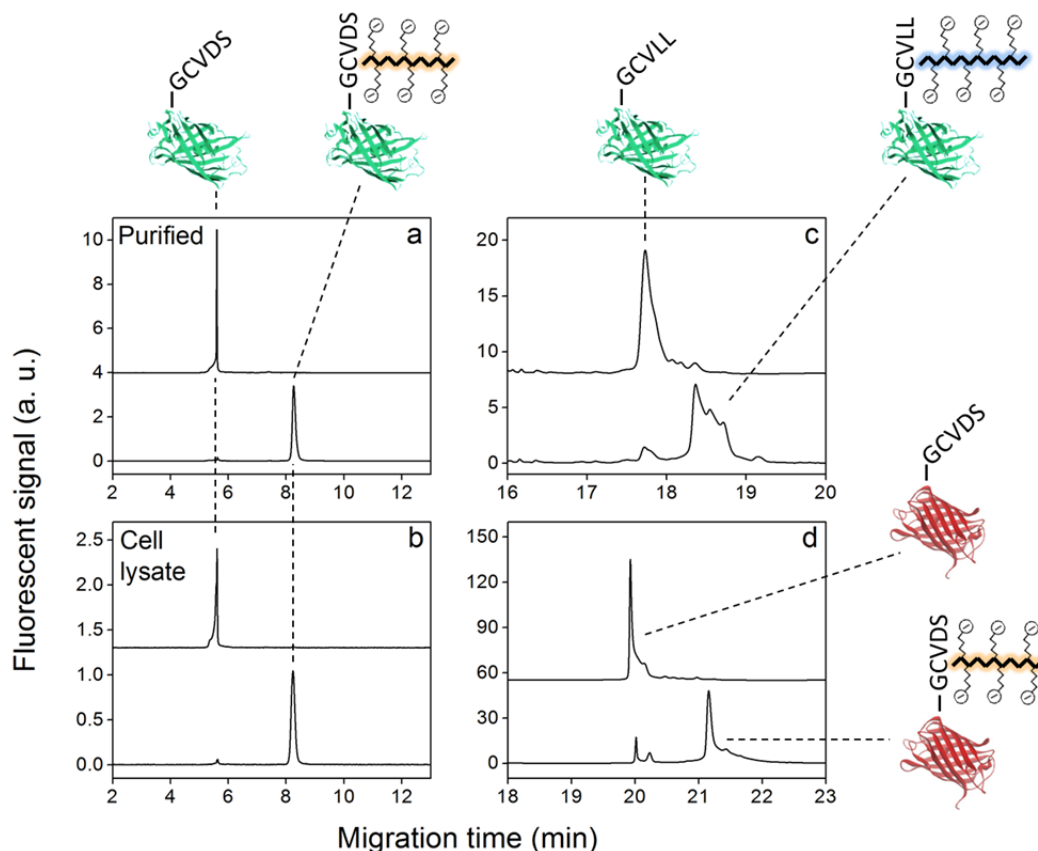 GCVDS
GCVDS
GCVLL
GCVLL
Purified
a
10
8
6
4
2
0
2 4 6 8 10 12
c
20
15
10
5
0
16 17 18 19 20
Fluorescent signal (a. u.)
Cell
lysate
b
2.5
2.0
1.5
1.0
0.5
0.0
2 4 6 8 10 12
d
150
120
90
60
30
0
18 19 20 21 22 23
GCVDS
GCVDS
Migration time (min)